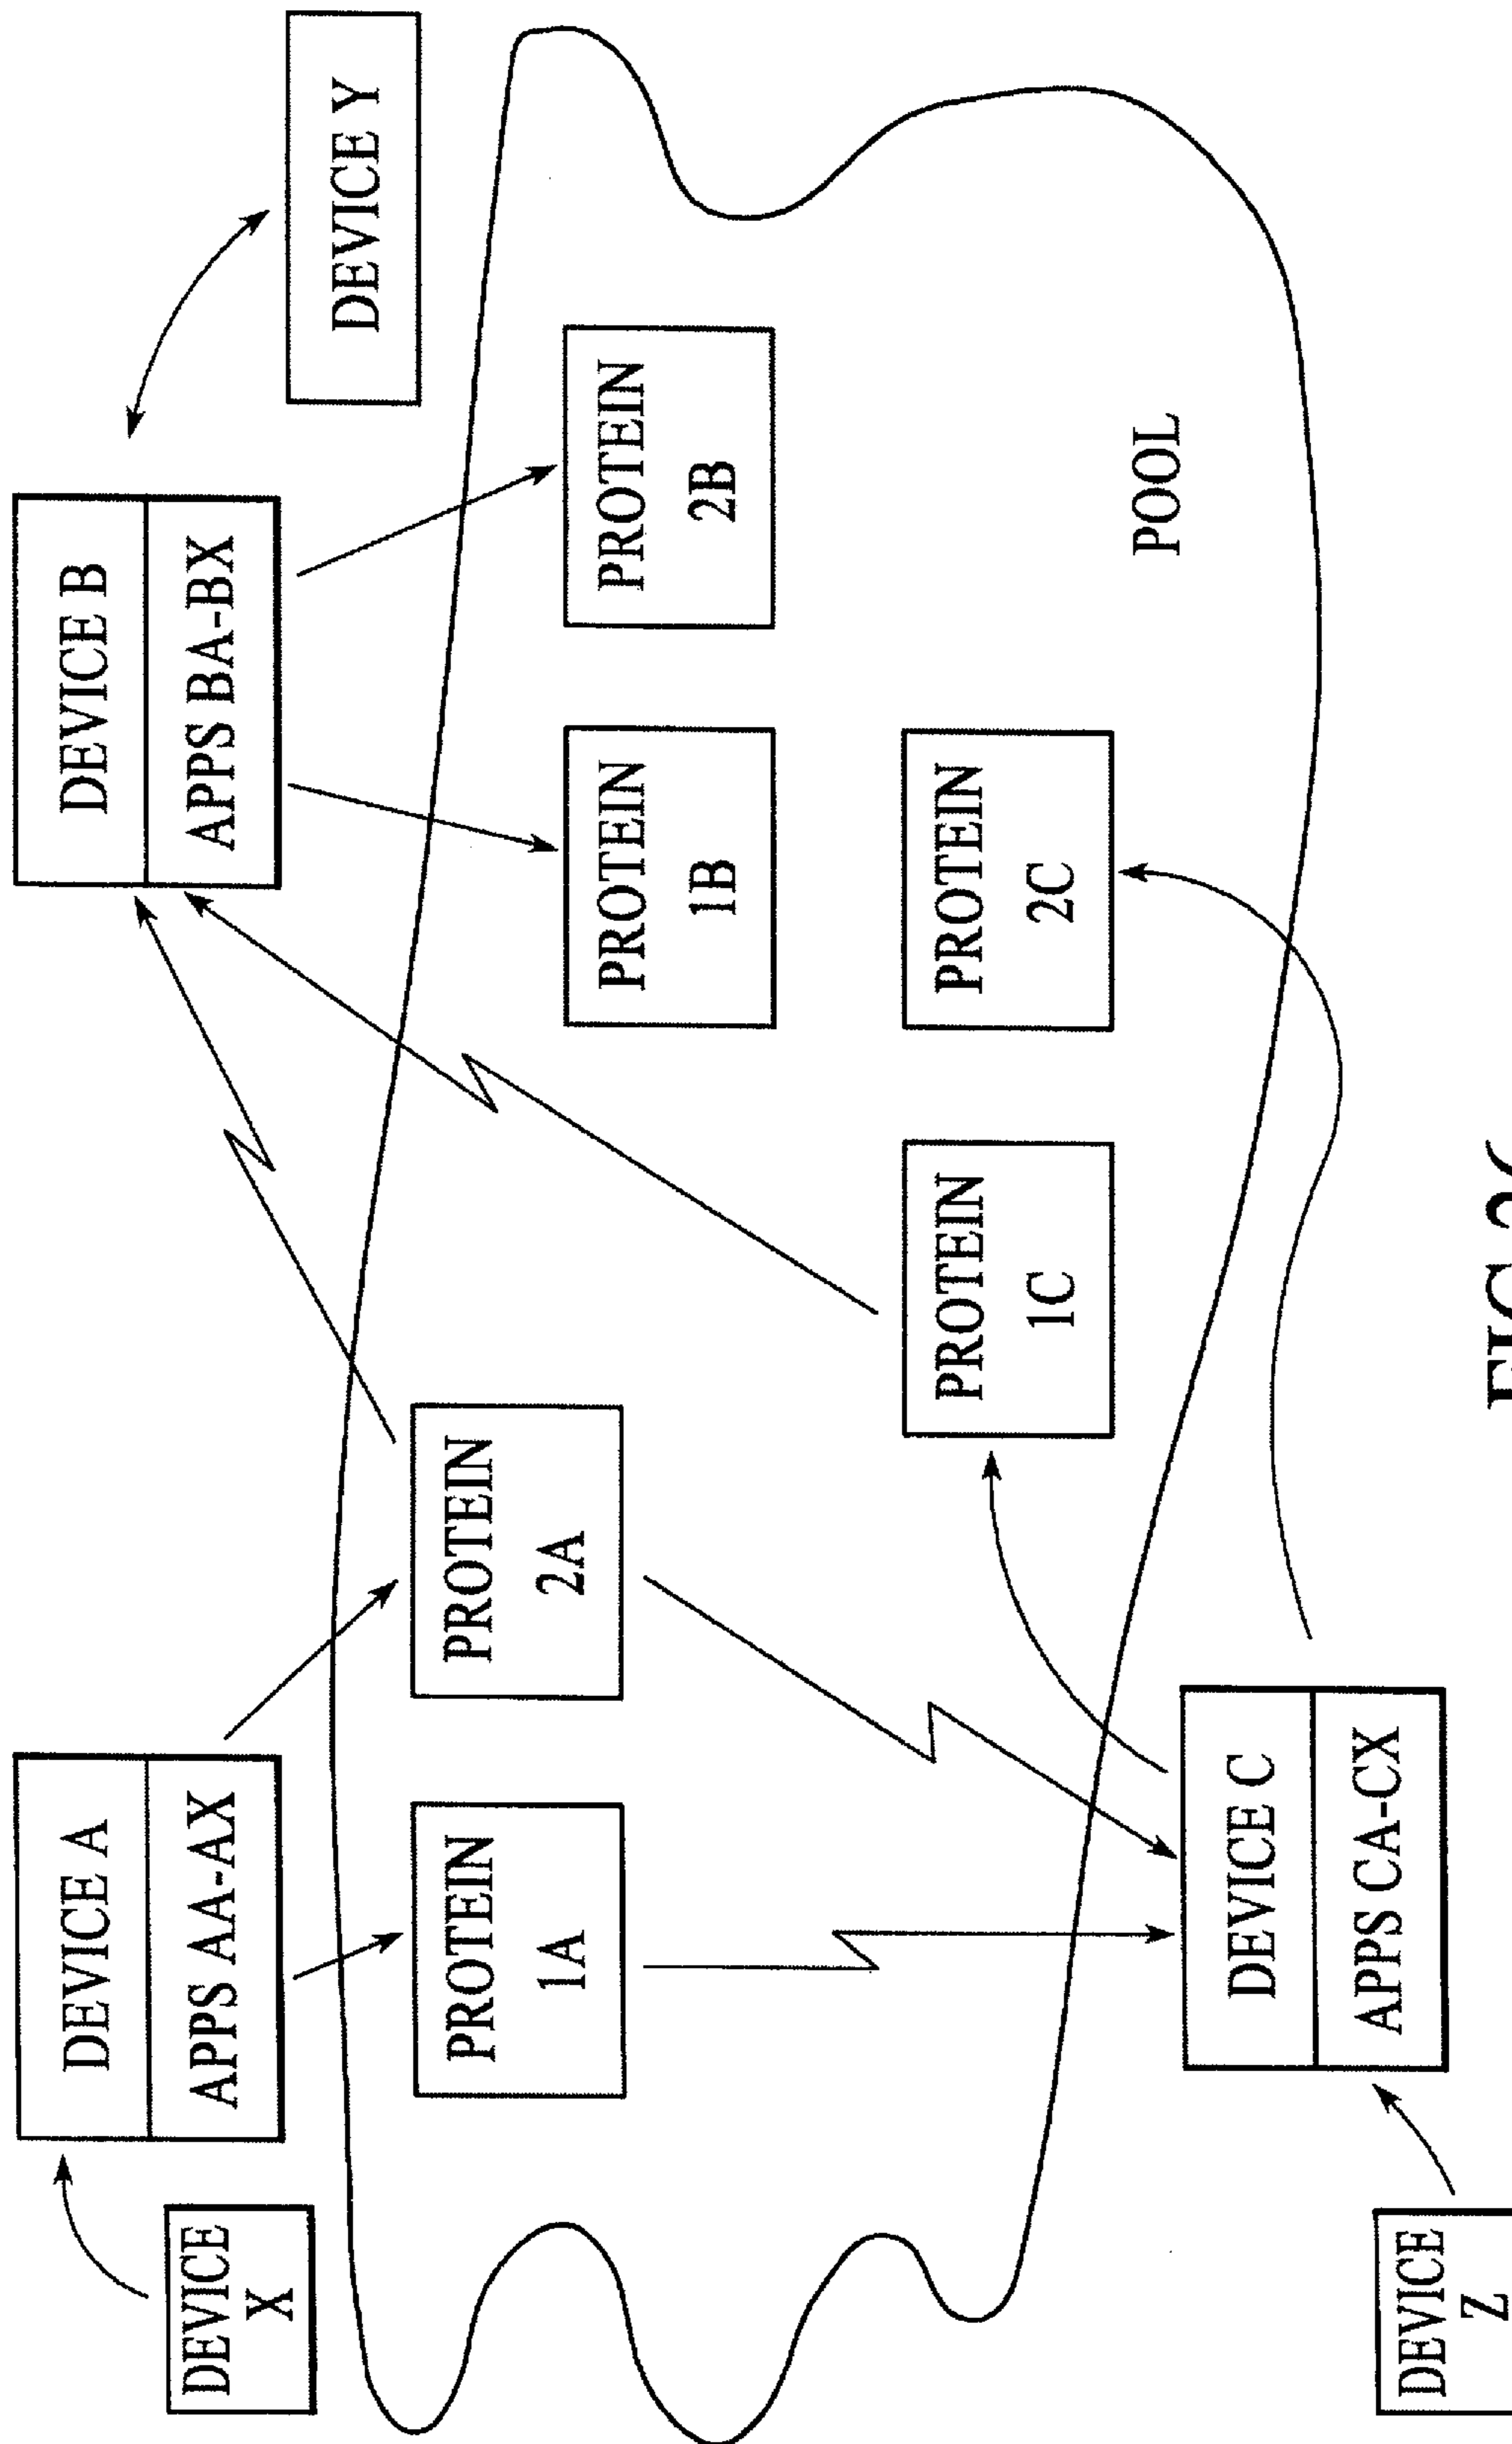 DEVICE
X
DEVICE A
APPS AA-AX
DEVICE B
APPS BA-BX
DEVICE Y
PROTEIN
1A
PROTEIN
2A
PROTEIN
1B
PROTEIN
2B
PROTEIN
1C
PROTEIN
2C
POOL
DEVICE C
APPS CA-CX
DEVICE
Z